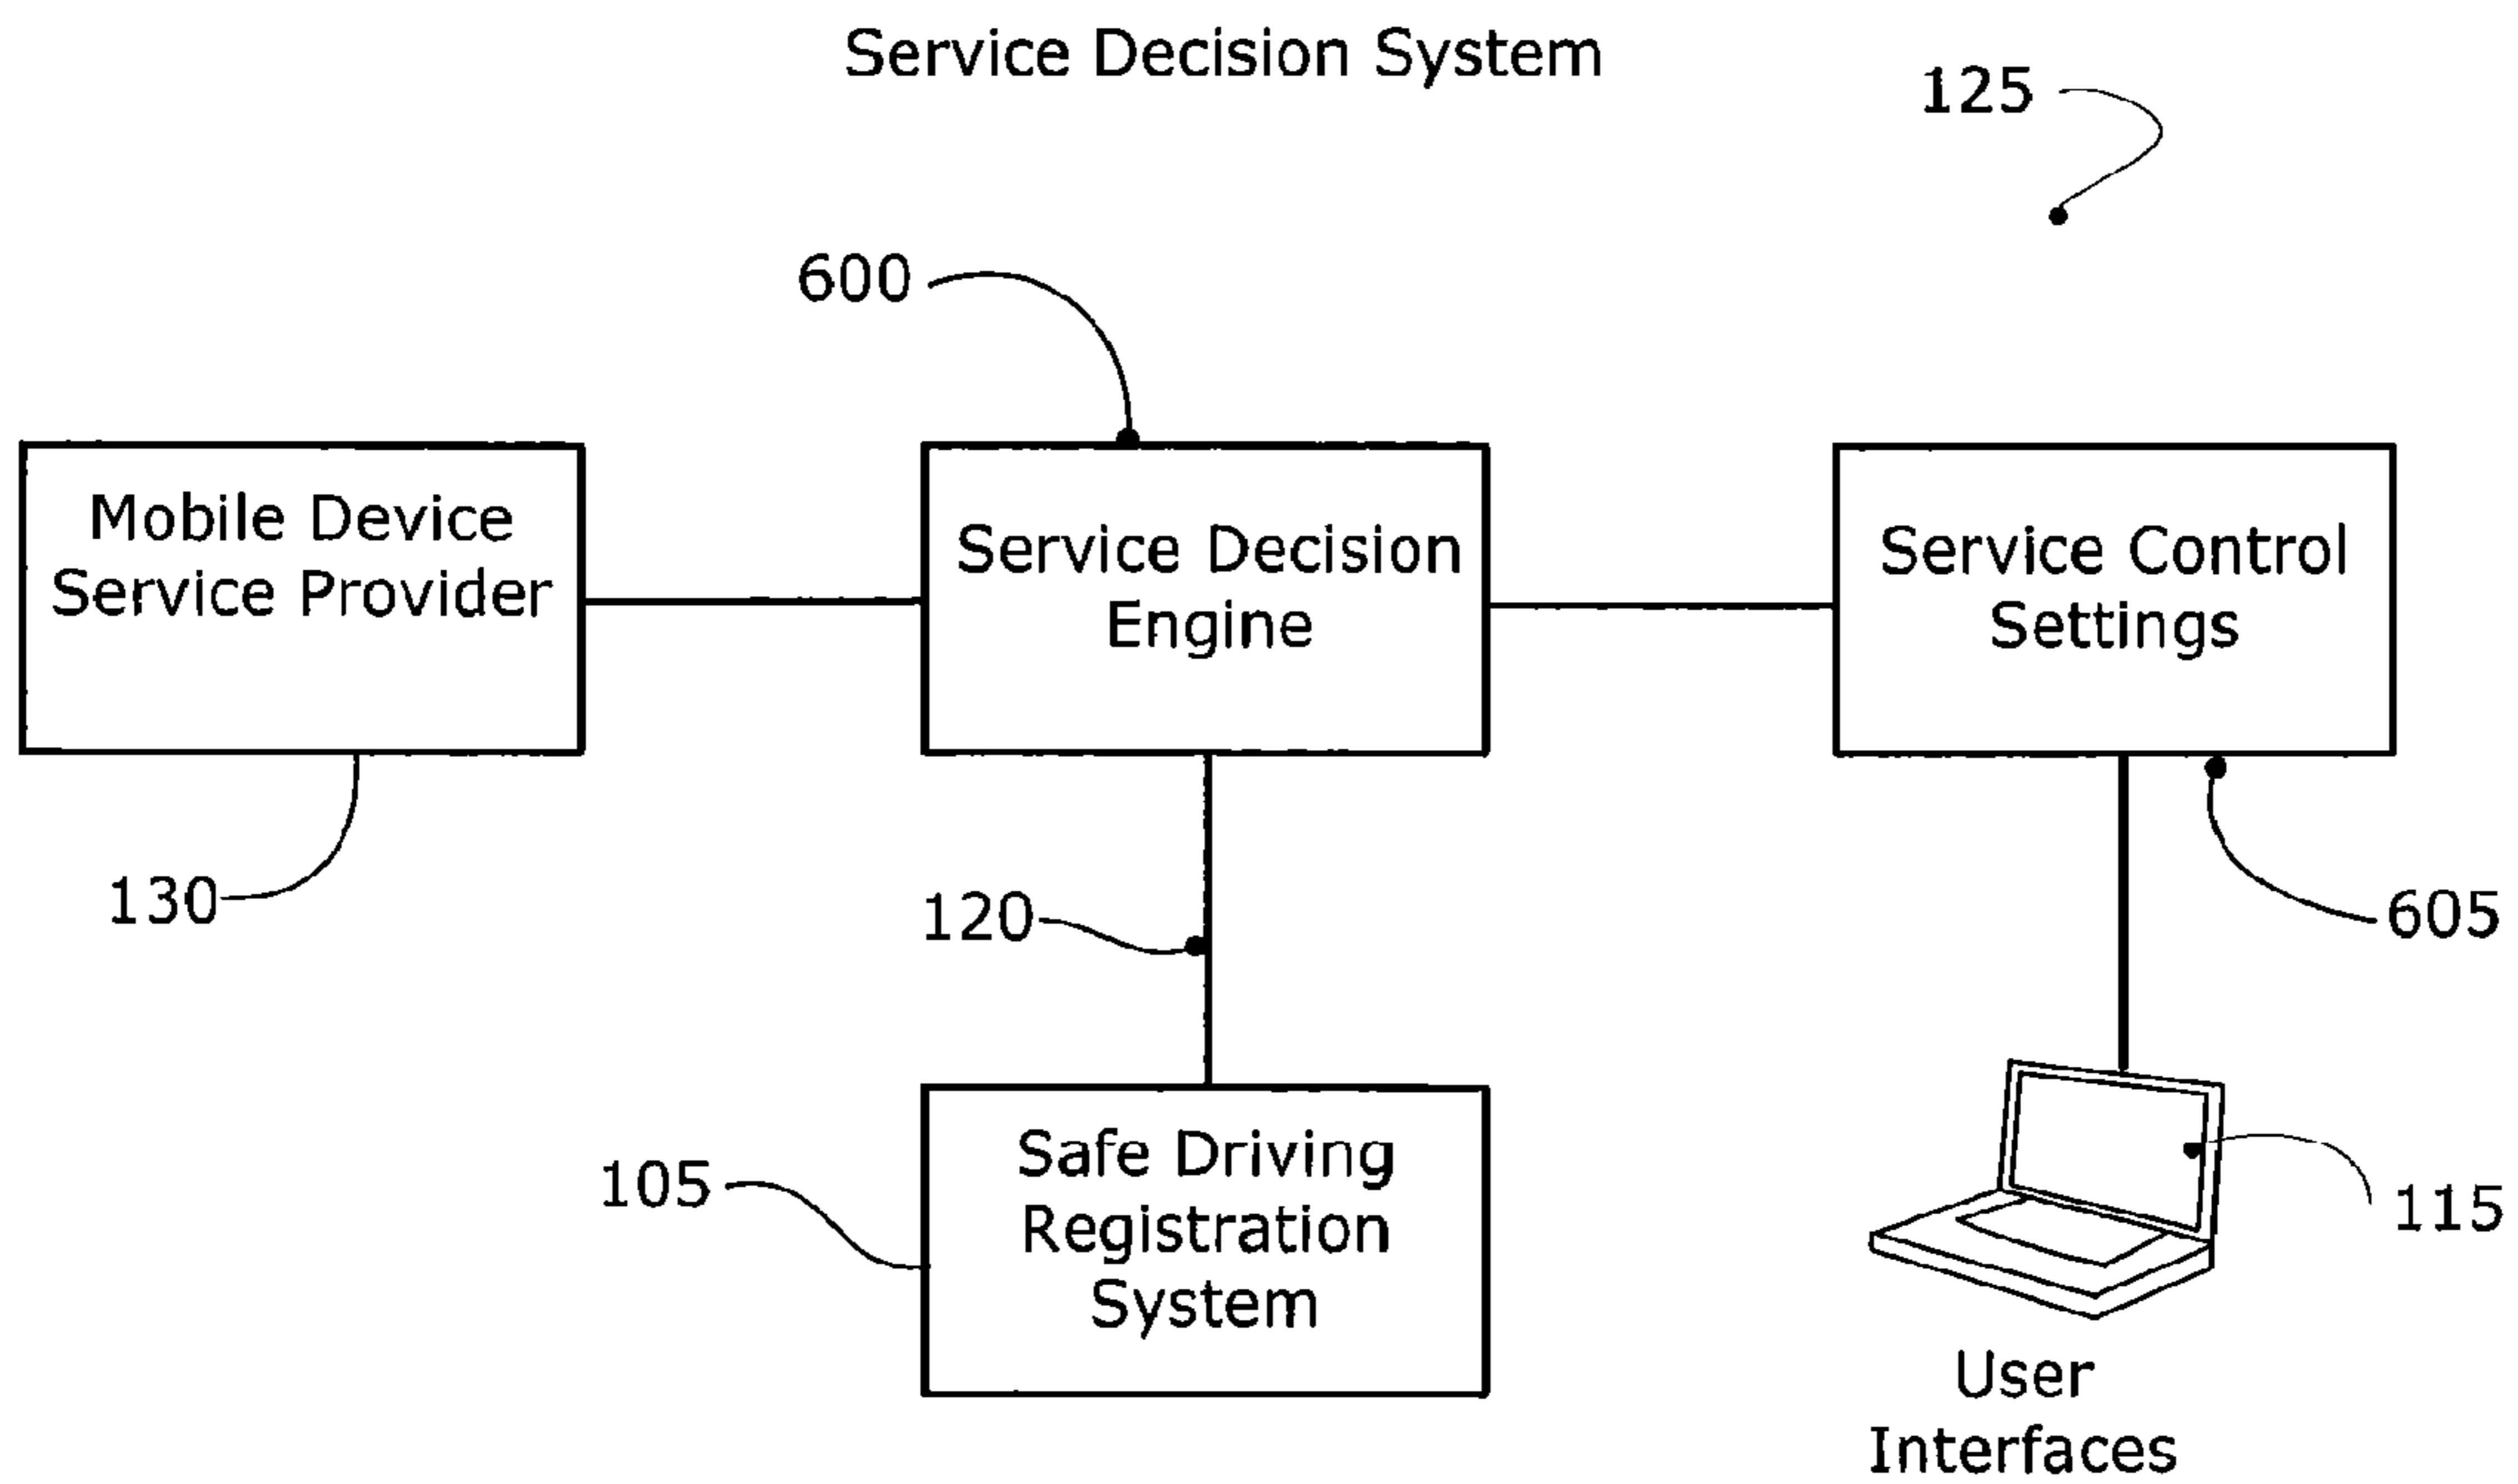 Service Decision System
125
600
Mobile Device
Service Provider
Service Decision
Engine
Service Control
Settings
130
120
605
105
Safe Driving
Registration
System
115
User
Interfaces